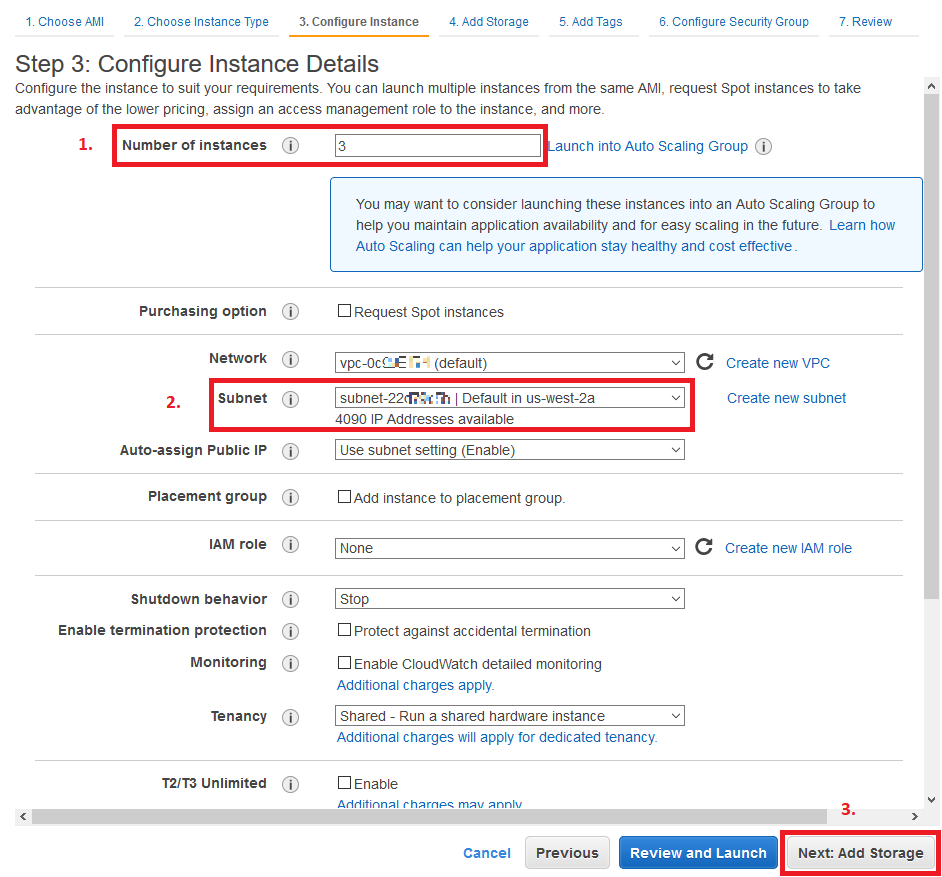 1. Choose AMI 2. Choose Instance Type 3. Configure Instance 4. Add Storage 5. Add Tags 6. Configure Security Group 7. Review
Step 3: Configure Instance Details
Configure the instance to suit your requirements. You can launch multiple instances from the same AMI, request Spot instances to take
advantage of the lower pricing, assign an access management role to the instance, and more.
1. Number of instances i 3 Launch into Auto Scaling Group i
You may want to consider launching these instances into an Auto Scaling Group to
help you maintain application availability and for easy scaling in the future. Learn how
Auto Scaling can help your application stay healthy and cost effective.
Purchasing option i Request Spot instances
Network i (default) Create new VPC
2. Subnet i | Default in us-west-2a Create new subnet
4090 IP Addresses available
Auto-assign Public IP i Use subnet setting (Enable)
Placement group i Add instance to placement group.
IAM role i None Create new IAM role
Shutdown behavior i Stop
Enable termination protection i Protect against accidental termination
Monitoring i Enable CloudWatch detailed monitoring
Additional charges apply.
Tenancy i Shared - Run a shared hardware instance
Additional charges will apply for dedicated tenancy.
T2/T3 Unlimited i Enable
Additional charges may apply
3.
Cancel Previous Review and Launch Next: Add Storage